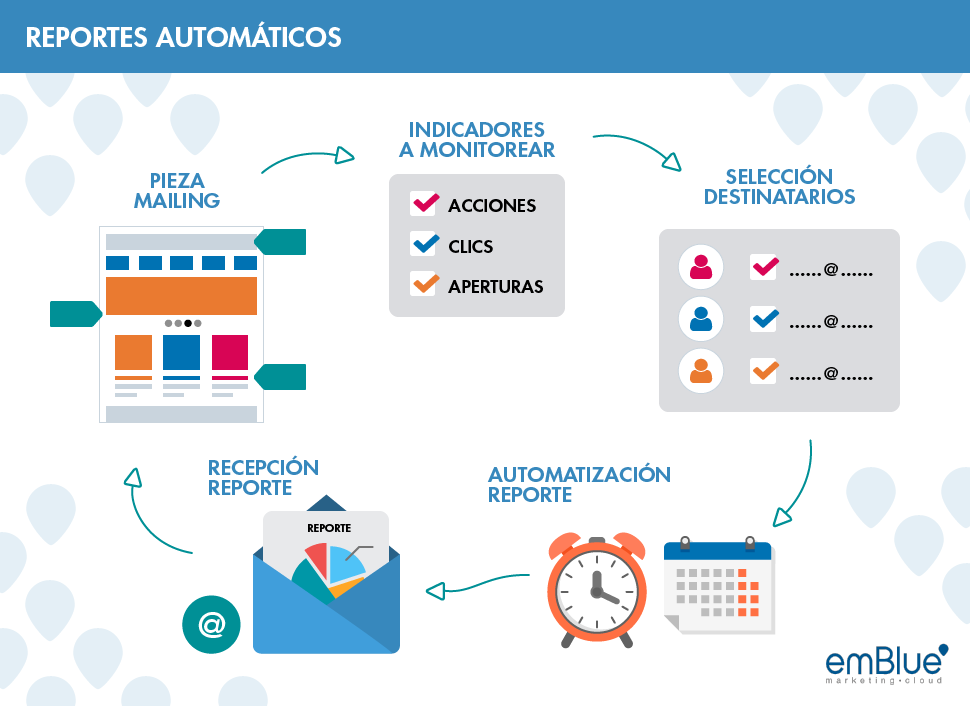 REPORTES AUTOMÁTICOS
PIEZA
MAILING
INDICADORES
A MONITOREAR
ACCIONES
CLICS
APERTURAS
SELECCIÓN
DESTINATARIOS
......@......
......@......
......@......
AUTOMATIZACIÓN
REPORTE
RECEPCIÓN
REPORTE
REPORTE
@
emBlue
marketing·cloud